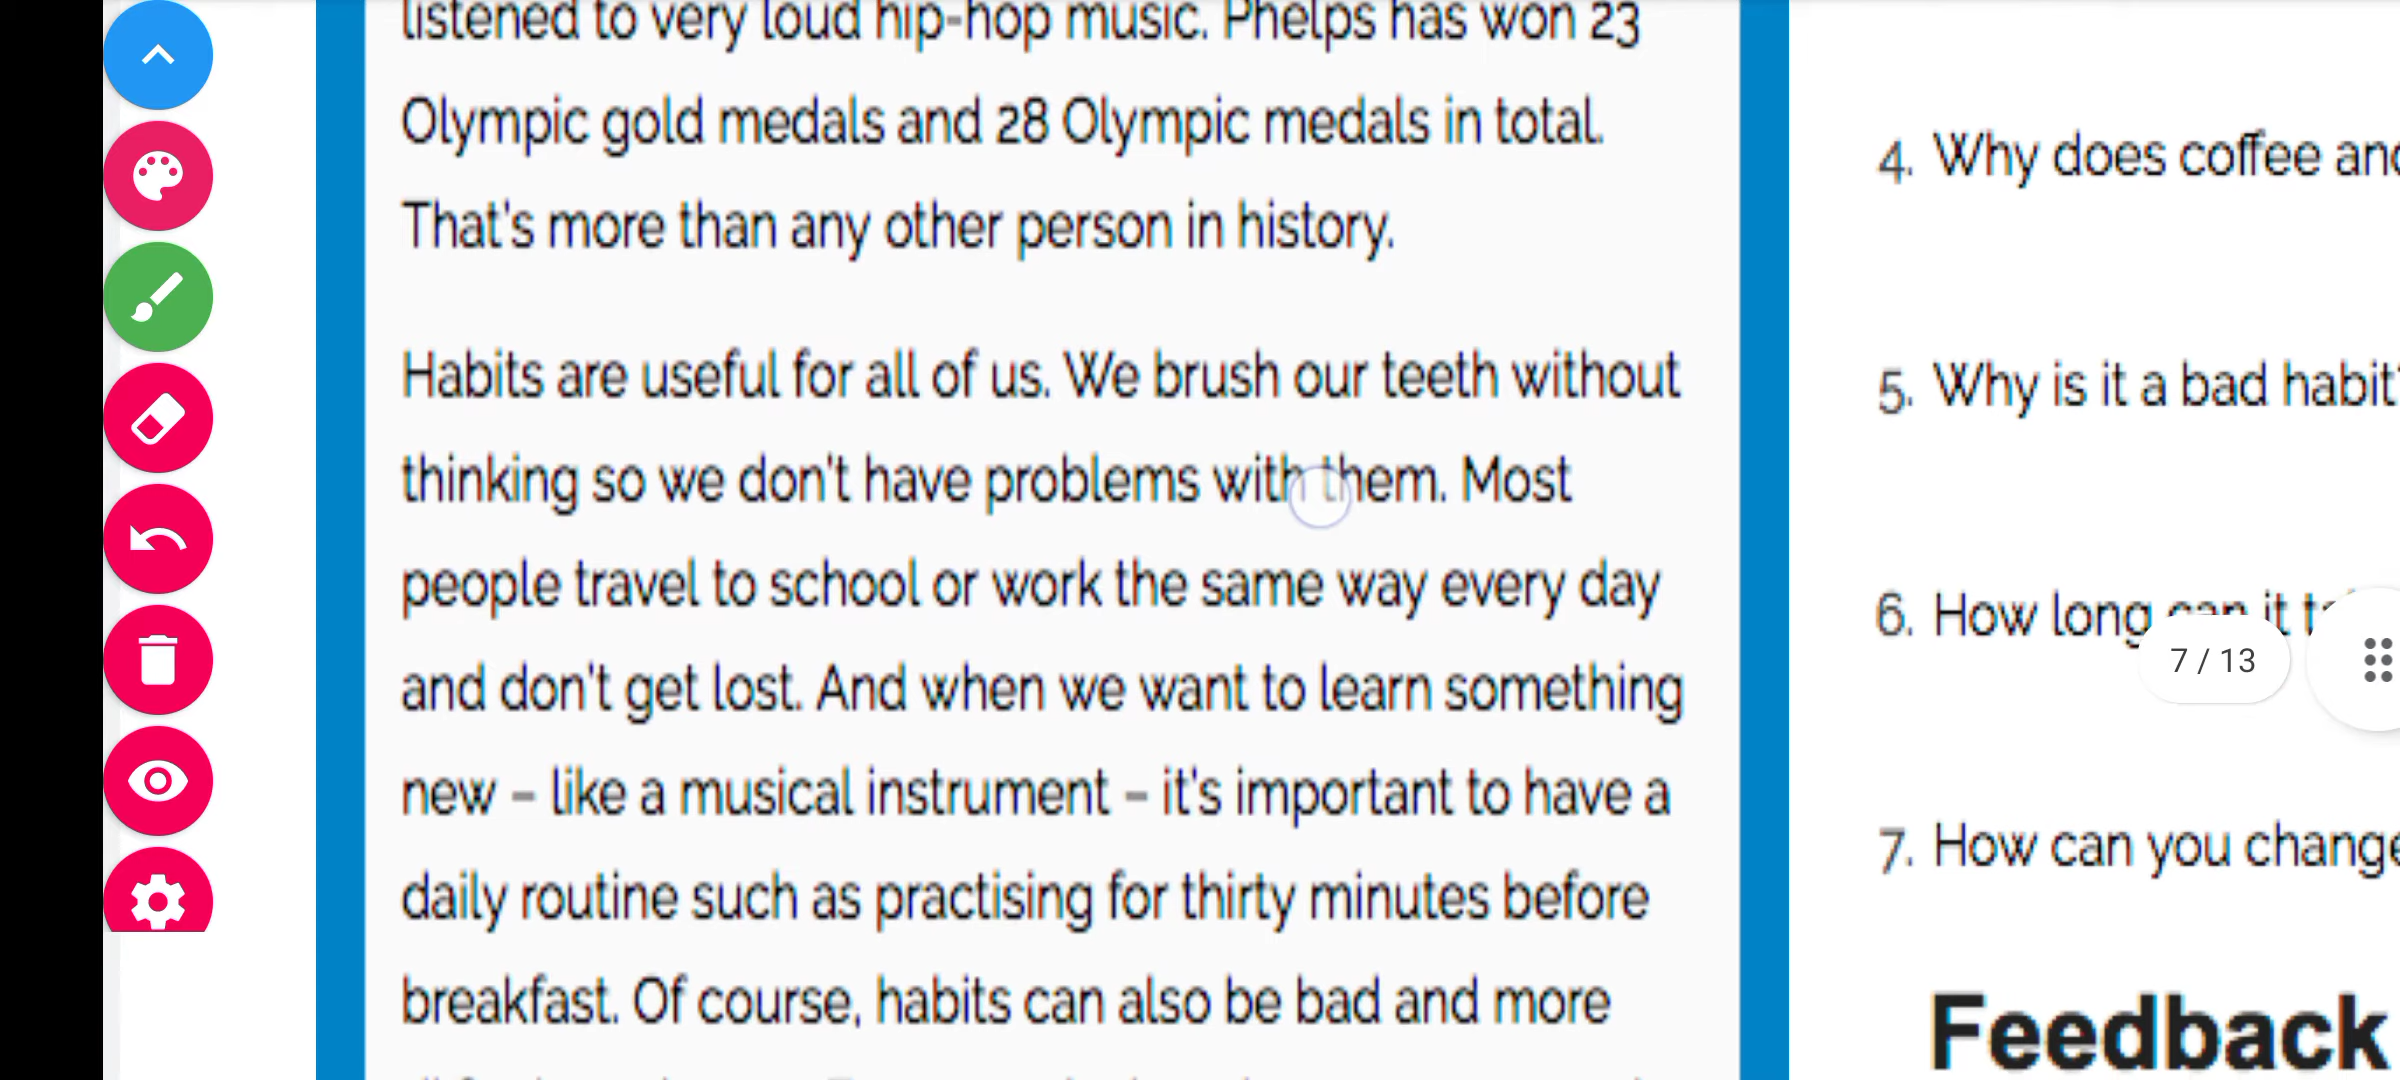 listened to very loud hip-hop music. Phelps has won 23
Olympic gold medals and 28 Olympic medals in total.
That's more than any other person in history.
Habits are useful for all of us. We brush our teeth without
thinking so we don't have problems with them. Most
people travel to school or work the same way every day
and don't get lost. And when we want to learn something
new – like a musical instrument – it's important to have a
daily routine such as practising for thirty minutes before
breakfast. Of course, habits can also be bad and more
4. Why does coffee and
5. Why is it a bad habit
6. How long can it
7 / 13
7. How can you change
Feedback